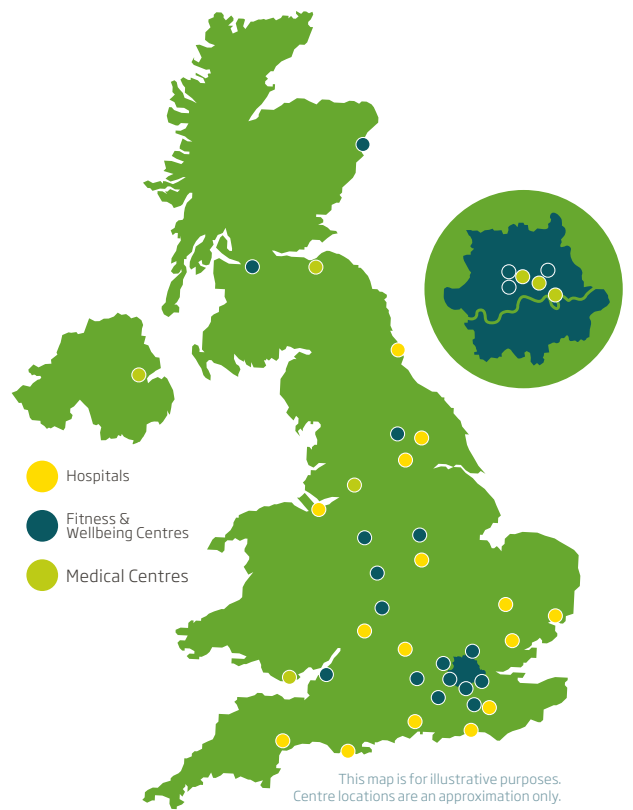 Hospitals
Fitness &
Wellbeing Centres
Medical Centres
This map is for illustrative purposes.
Centre locations are an approximation only.